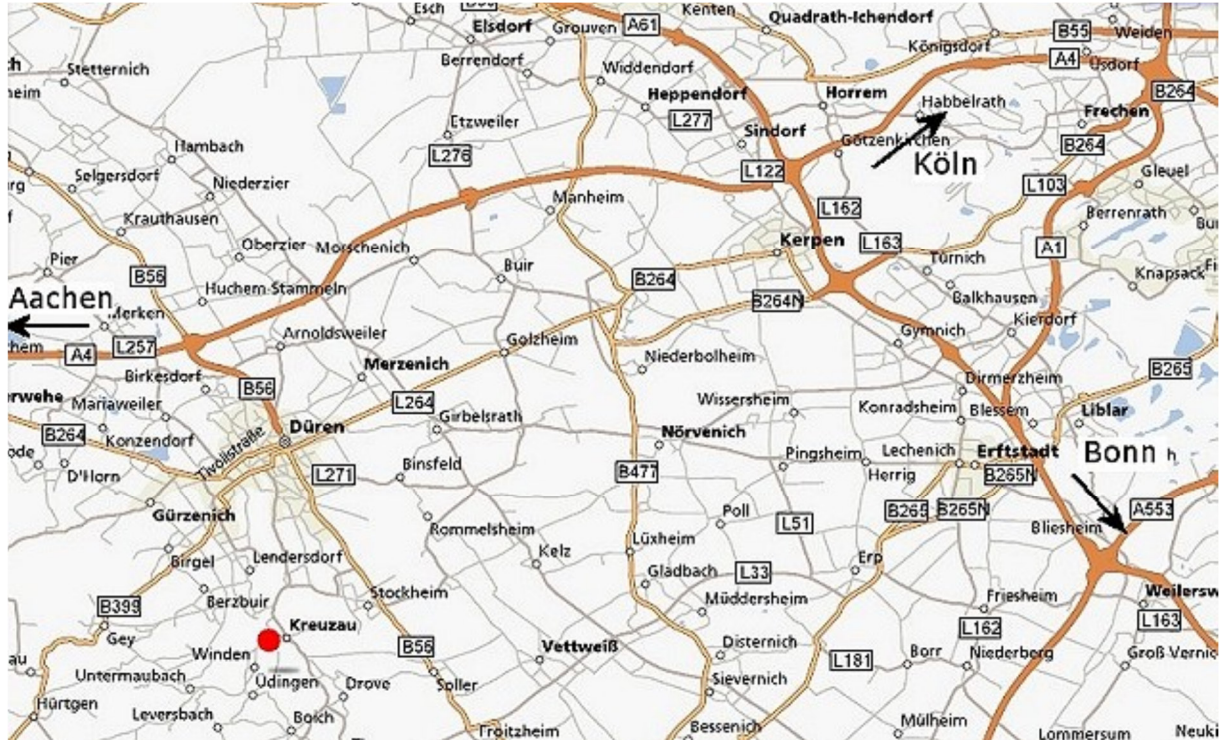 Esch
A61
Kenten
Quadrath-Ichendorf
B55
Weiden
Elsdorf
Grouven
Königsdorf
A4
Üsdorf
Berrendorf
Widdendorf
Stetternich
Heppendorf
Horrem
Habbelrath
B264
L277
Frechen
Etzweiler
Sindorf
Götzenkirchen
B264
Hambach
L276
L122
Köln
Gleuel
Selgersdorf
Niederzier
L103
Manheim
L162
Berrenrath
Krauthausen
Kerpen
L163
A1
Oberzier
Morschenich
Pier
B56
Buir
B264
Türnich
Knapsack
Aachen
Huchem-Stammeln
B264N
Balkhausen
Merken
Kierdorf
Arnoldsweiler
Golzheim
Gymnich
A4
L257
Merzenich
Niederbolheim
B265
Birkesdorf
B56
Dirmerzheim
Mariaweiler
L264
Wissersheim
Konradsheim
Blessem
Liblar
Girbelsrath
B264
Konzendorf
Tivolistraße
Düren
Nörvenich
Lechenich
Erftstadt
Bonn
D'Horn
L271
Binsfeld
B477
Pingsheim
Herrig
B265N
Gürzenich
Rommelsheim
Poll
L51
B265
B265N
A553
Bliesheim
Birgel
Lendersdorf
Kelz
Lüxheim
Erp
Gladbach
L33
Berzbuir
Stockheim
Müddersheim
Friesheim
B399
Gey
Kreuzau
L162
L163
Winden
B56
Vettweiß
Disternich
L181
Borr
Niederberg
Untermaubach
Üdingen
Drove
Soller
Sievernich
Hürtgen
Leversbach
Boich
Froitzheim
Bessenich
Mülheim
Lommersum